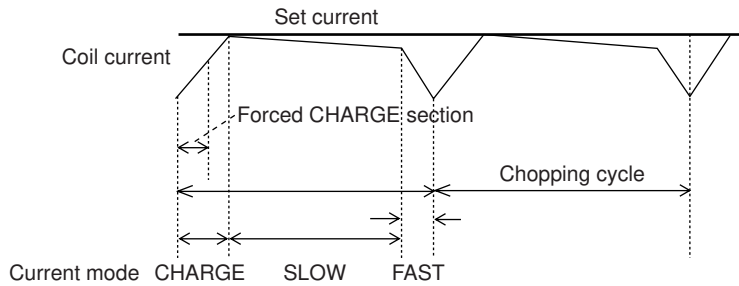 Set current
Coil current
Forced CHARGE section
Chopping cycle
Current mode CHARGE SLOW FAST